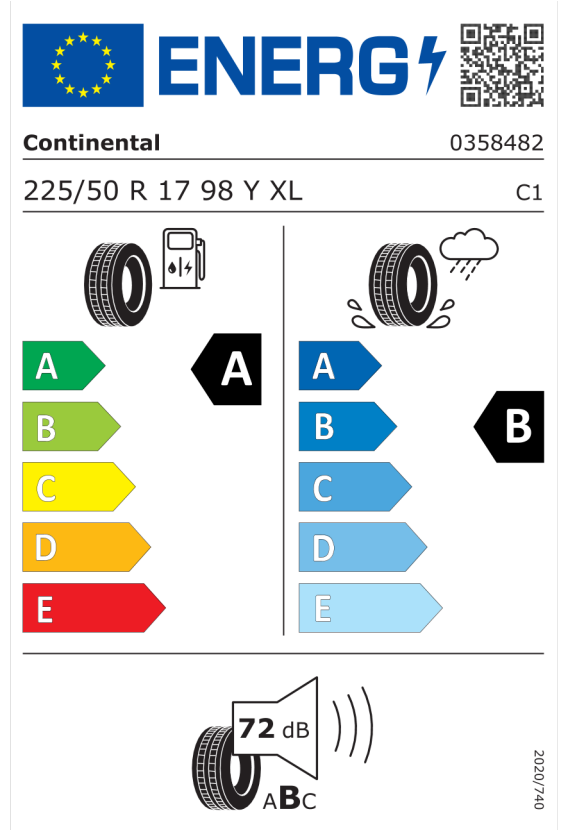 ENERG
Continental 0358482
225/50 R 17 98 Y XL C1
A A A
B B B
C C
D D
E E
72 dB
ABC
2020/740